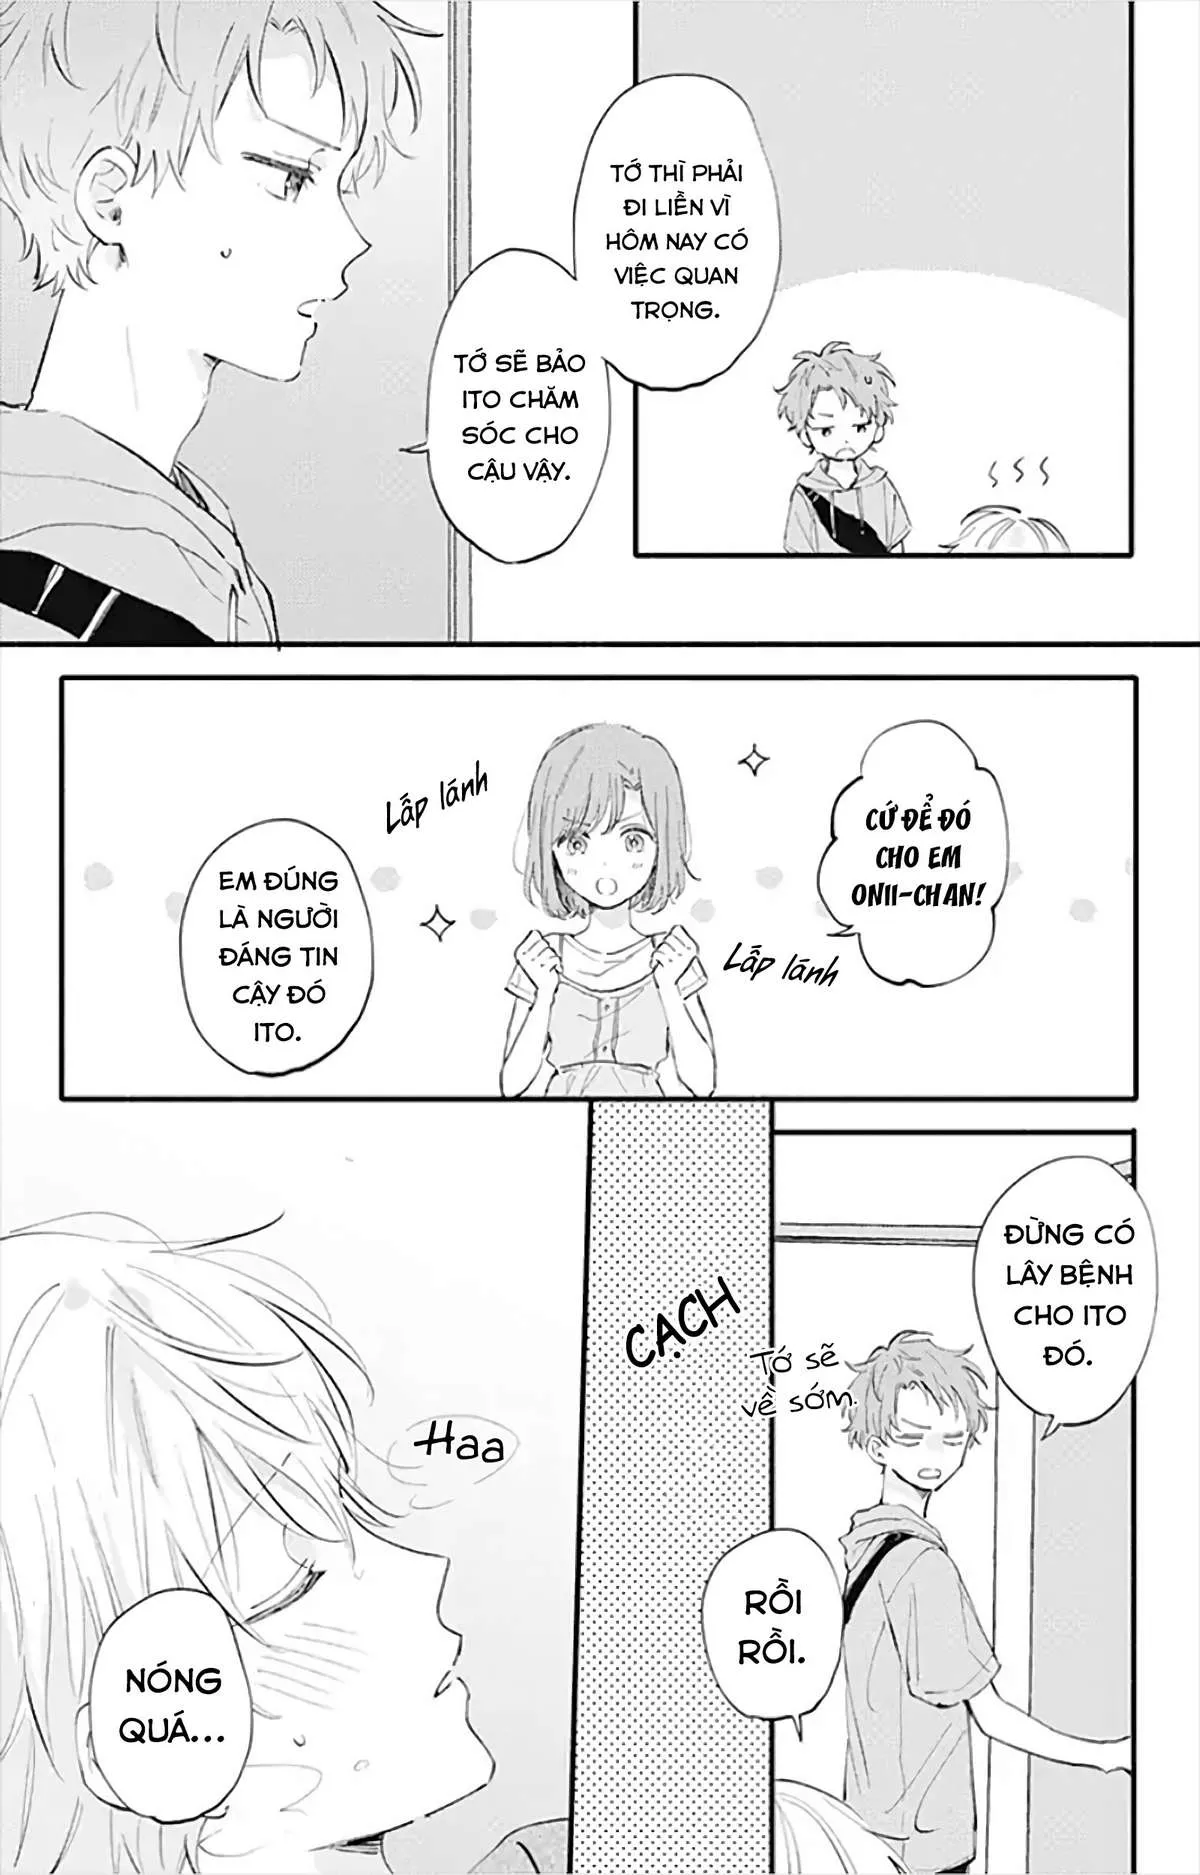 TỚ THÌ PHẢI
ĐI LIỀN VÌ
HÔM NAY CÓ
VIỆC QUAN
TRỌNG.
TỚ SẼ BẢO
ITO CHĂM
SÓC CHO
CẬU VẬY.
CỨ ĐỂ ĐÓ
CHO EM
ONII-CHAN!
Lấp lánh
Lấp lánh
EM ĐÚNG
LÀ NGƯỜI
ĐÁNG TIN
CẬY ĐÓ
ITO.
ĐỪNG CÓ
LÂY BỆNH
CHO ITO
ĐÓ.
Tớ sẽ
về sớm.
RỒI
RỒI.
CẠCH
Haa
NÓNG
QUÁ...